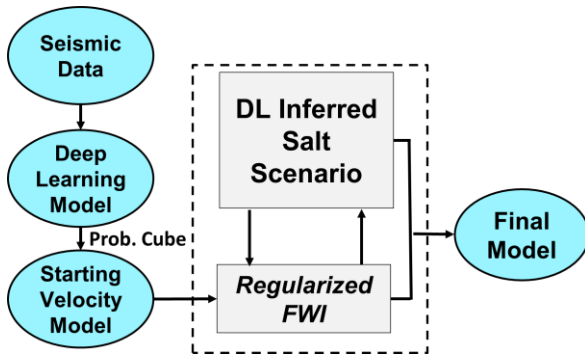 Seismic
Data
Deep
Learning
Model
Prob. Cube
Starting
Velocity
Model
DL Inferred
Salt
Scenario
Regularized
FWI
Final
Model